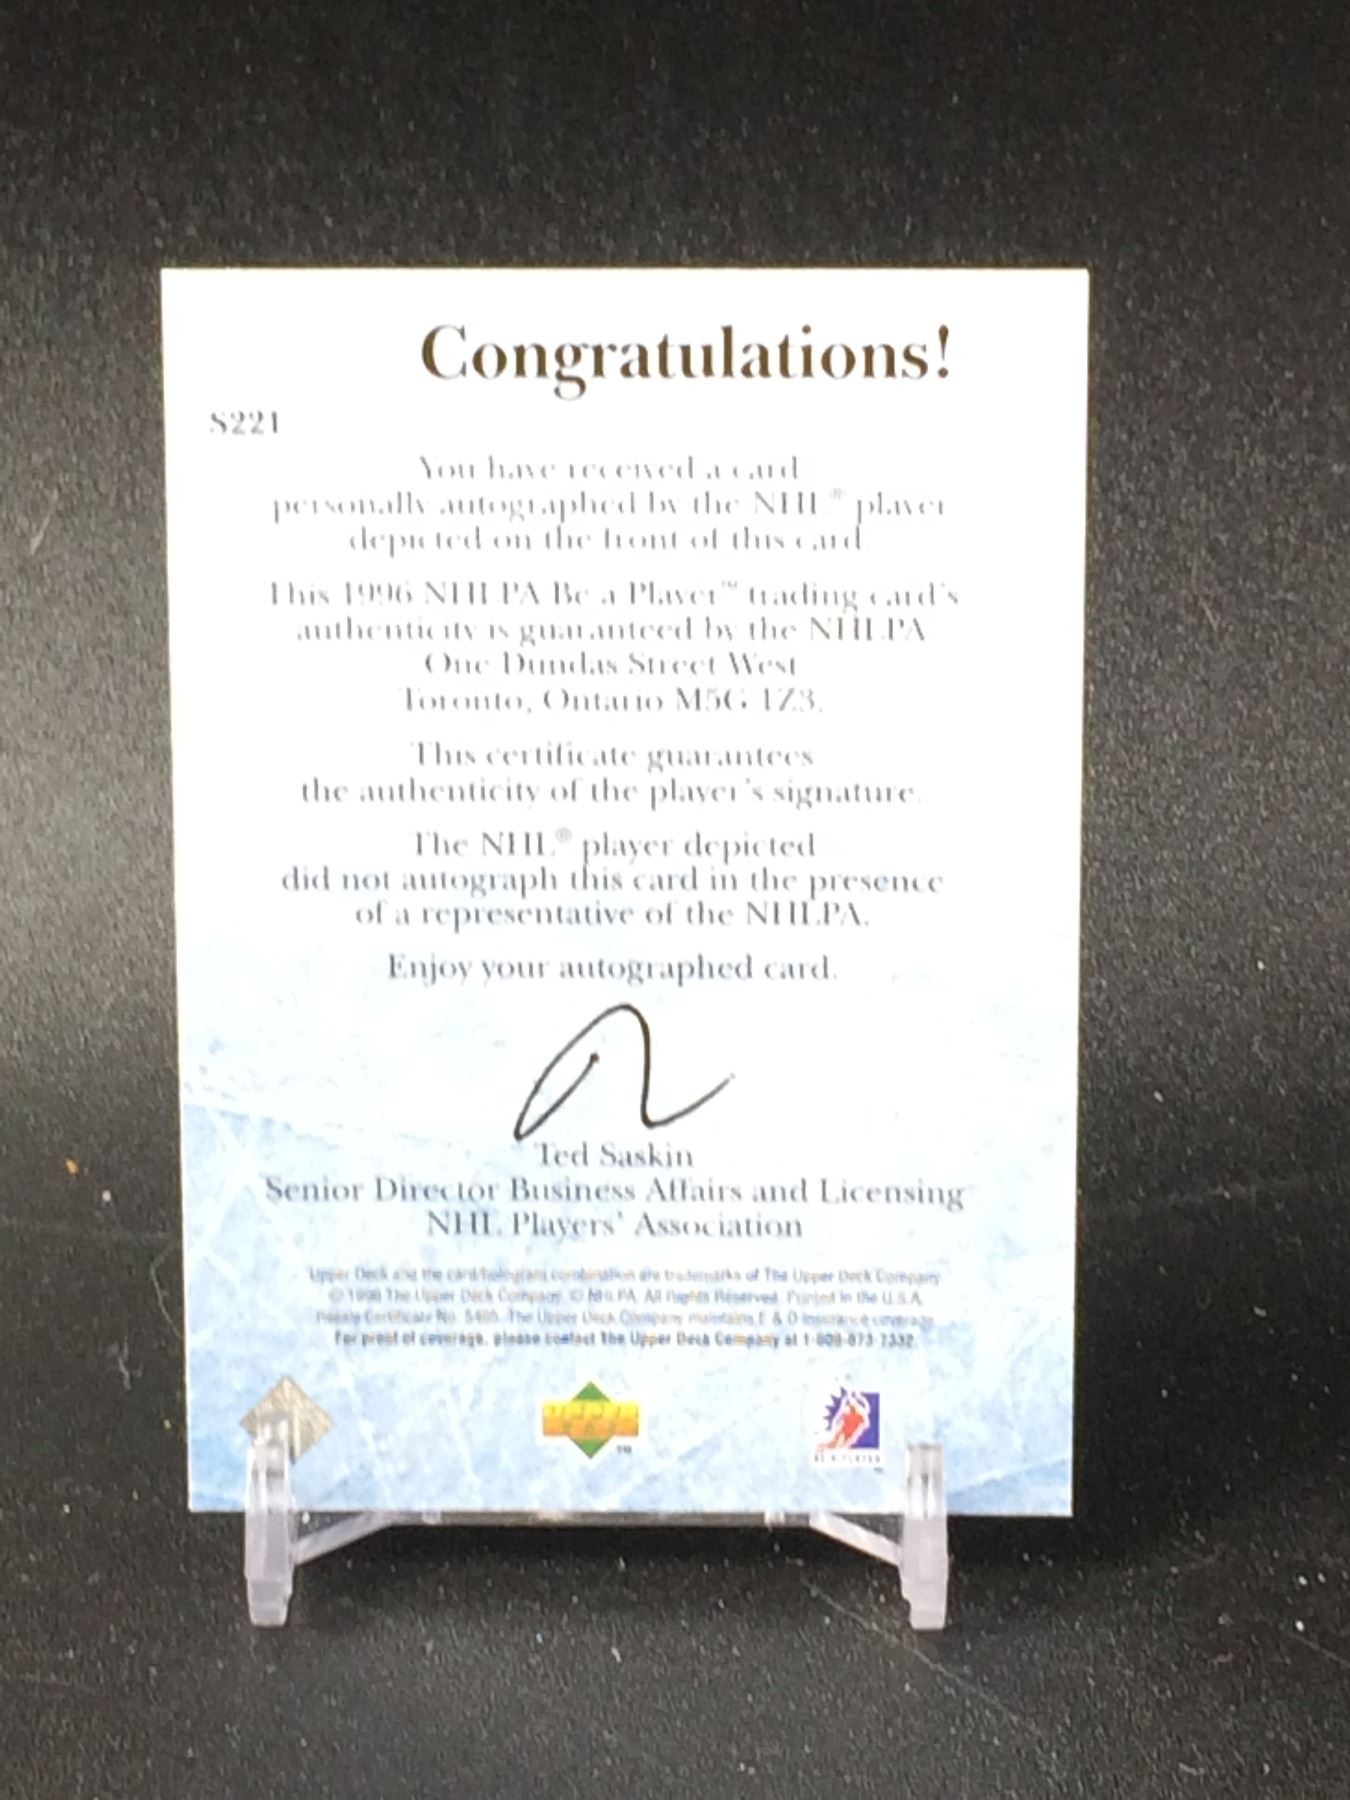 Congratulations!
S221
You have received a card
personally autographed by the NHL® player
depicted on the front of this card
This 1996 NHLPA Be a Player™ trading card's
authenticity is guaranteed by the NHLPA
One Dundas Street West
Toronto, Ontario M5G 1Z3.
This certificate guarantees
the authenticity of the player's signature.
The NHL® player depicted
did not autograph this card in the presence
of a representative of the NHLPA.
Enjoy your autographed card.
Ted Saskin
Senior Director Business Affairs and Licensing
NHL Players' Association
Upper Deck and the card/hologram combination are trademarks of The Upper Deck Company
© 1996 The Upper Deck Company. © NHLPA. All Rights Reserved. Printed in the U.S.A.
Certificate No. The Upper Deck Company maintains E & O insurance coverage
For proof of coverage, please contact The Upper Deck Company at
TM
BE A PLAYER